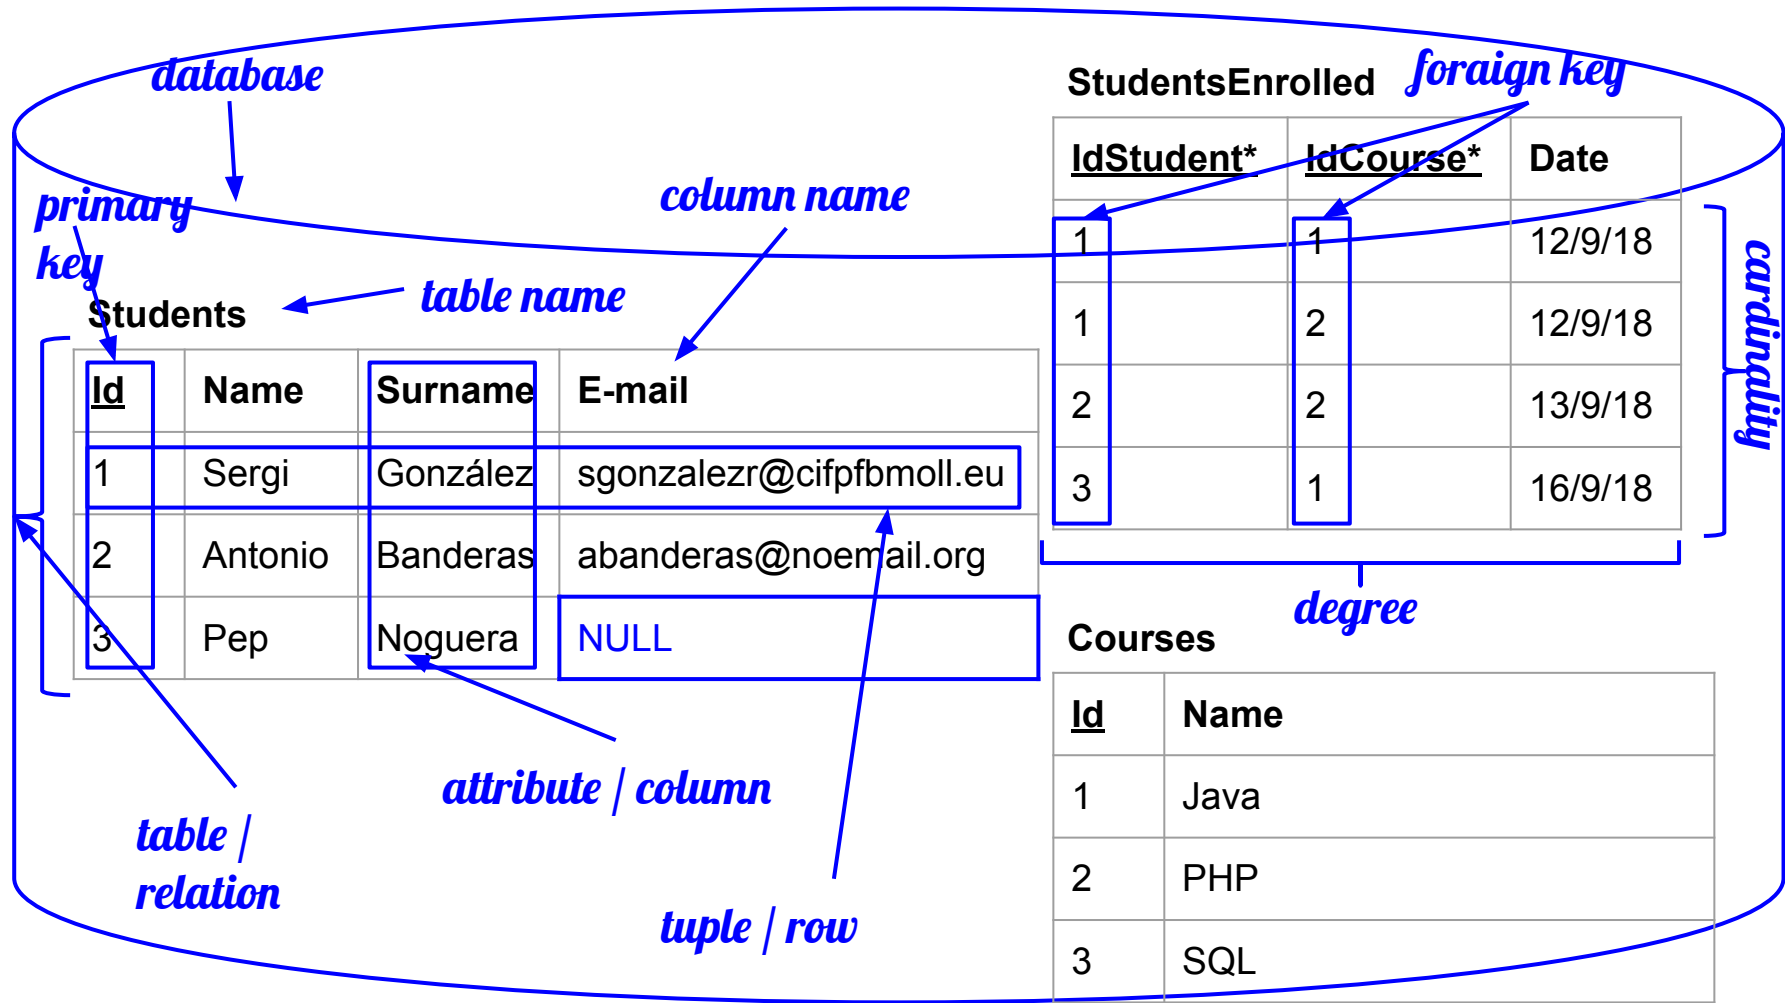 database
StudentsEnrolled
foraign key
IdStudent* IdCourse* Date
1 1 12/9/18
1 2 12/9/18
2 2 13/9/18
3 1 16/9/18
cardinality
degree
primary
key
column name
table name
Students
Id Name Surname E-mail
1 Sergi González sgonzalezr@cifpfbmoll.eu
2 Antonio Banderas abanderas@noemail.org
3 Pep Noguera NULL
attribute / column
table /
relation
tuple / row
Courses
Id Name
1 Java
2 PHP
3 SQL